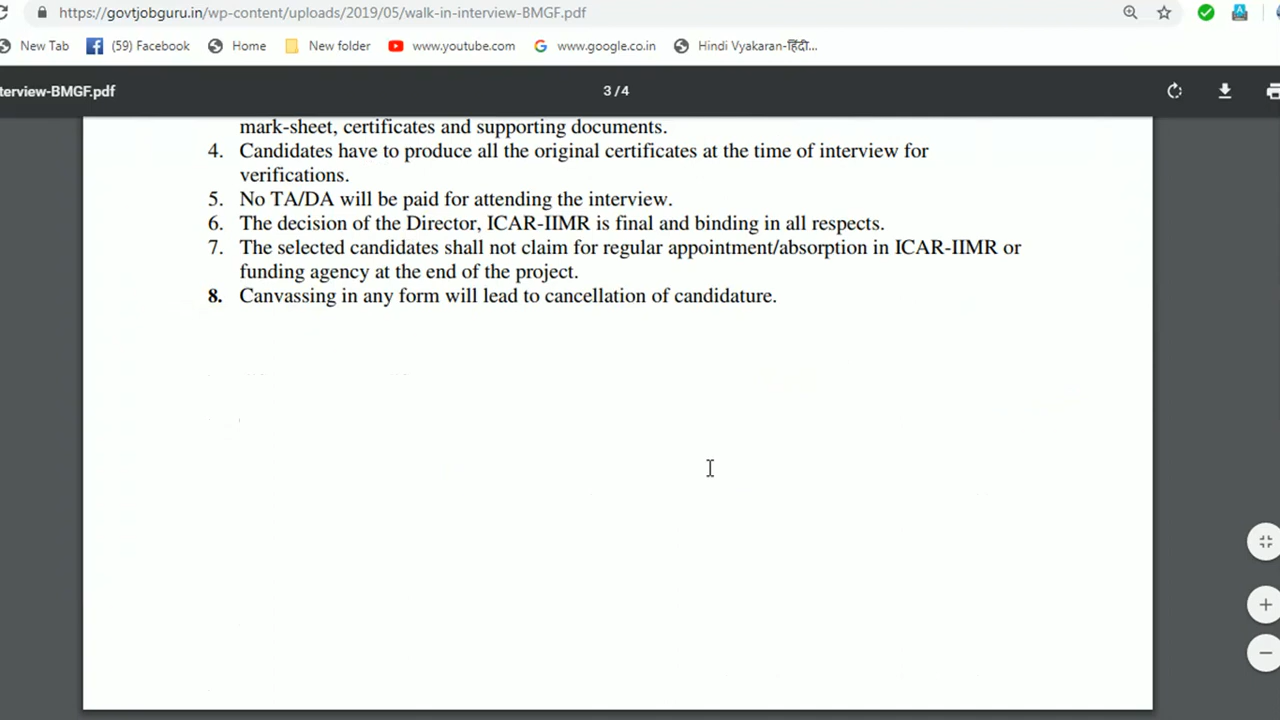 https://govtjobguru.in/wp-content/uploads/2019/05/walk-in-interview-BMGF.pdf
New Tab (59) Facebook Home New folder www.youtube.com www.google.co.in Hindi Vyakaran-हिंदी...
terview-BMGF.pdf 3 / 4
mark-sheet, certificates and supporting documents.
4. Candidates have to produce all the original certificates at the time of interview for
verifications.
5. No TA/DA will be paid for attending the interview.
6. The decision of the Director, ICAR-IIMR is final and binding in all respects.
7. The selected candidates shall not claim for regular appointment/absorption in ICAR-IIMR or
funding agency at the end of the project.
8. Canvassing in any form will lead to cancellation of candidature.